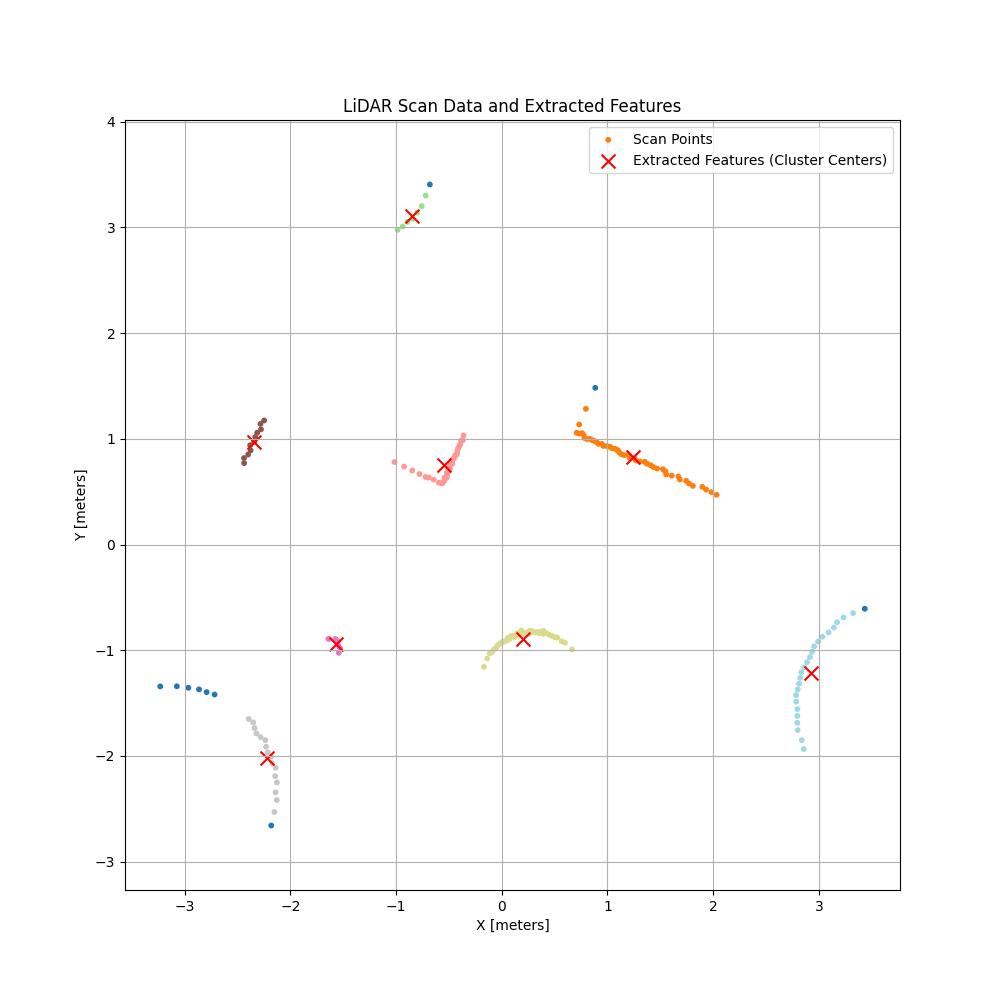 LiDAR Scan Data and Extracted Features
Scan Points
Extracted Features (Cluster Centers)
4
3
2
1
0
−1
−2
−3
Y [meters]
−3 −2 −1 0 1 2 3
X [meters]